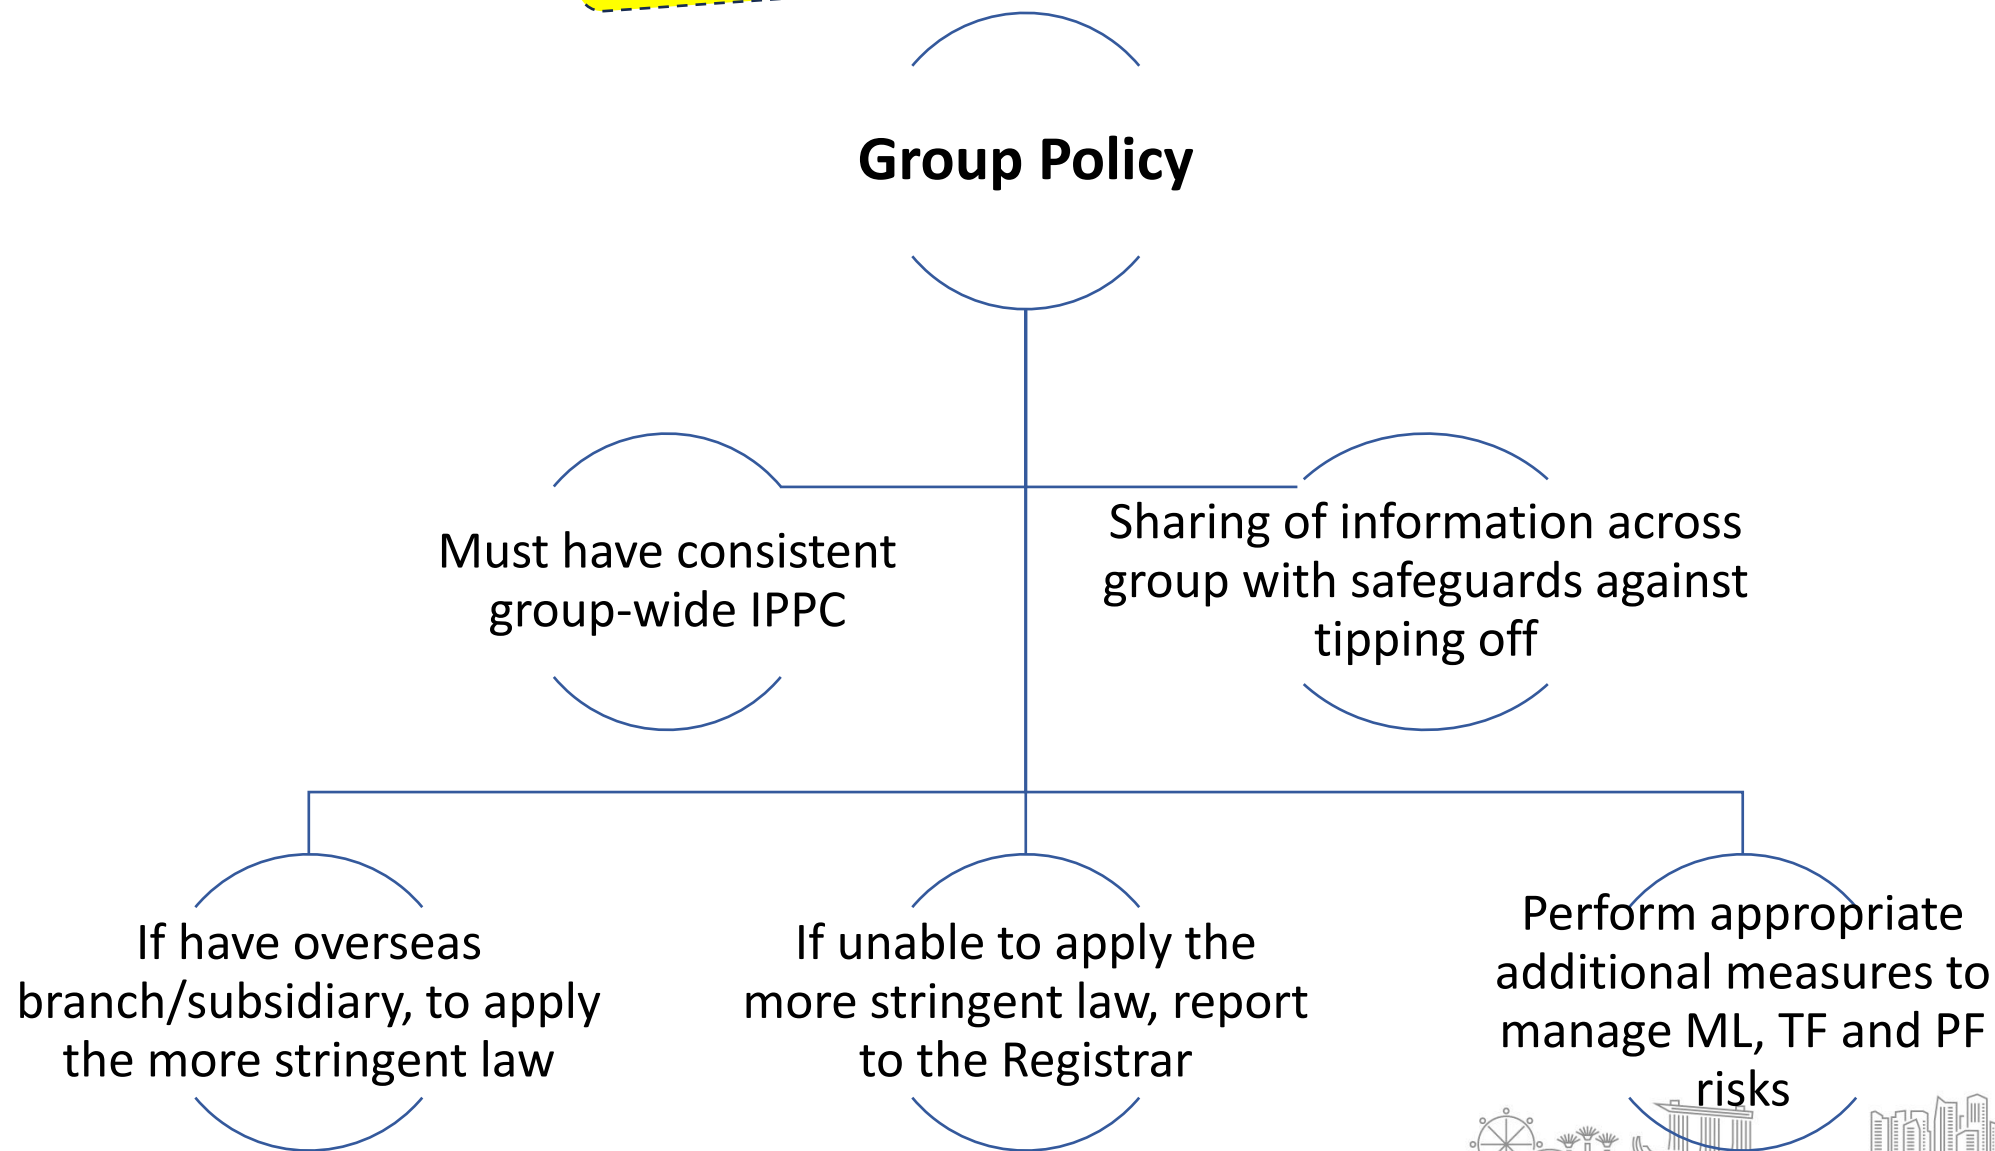 Group Policy
Must have consistent
group-wide IPPC
Sharing of information across
group with safeguards against
tipping off
If have overseas
branch/subsidiary, to apply
the more stringent law
If unable to apply the
more stringent law, report
to the Registrar
Perform appropriate
additional measures to
manage ML, TF and PF
risks